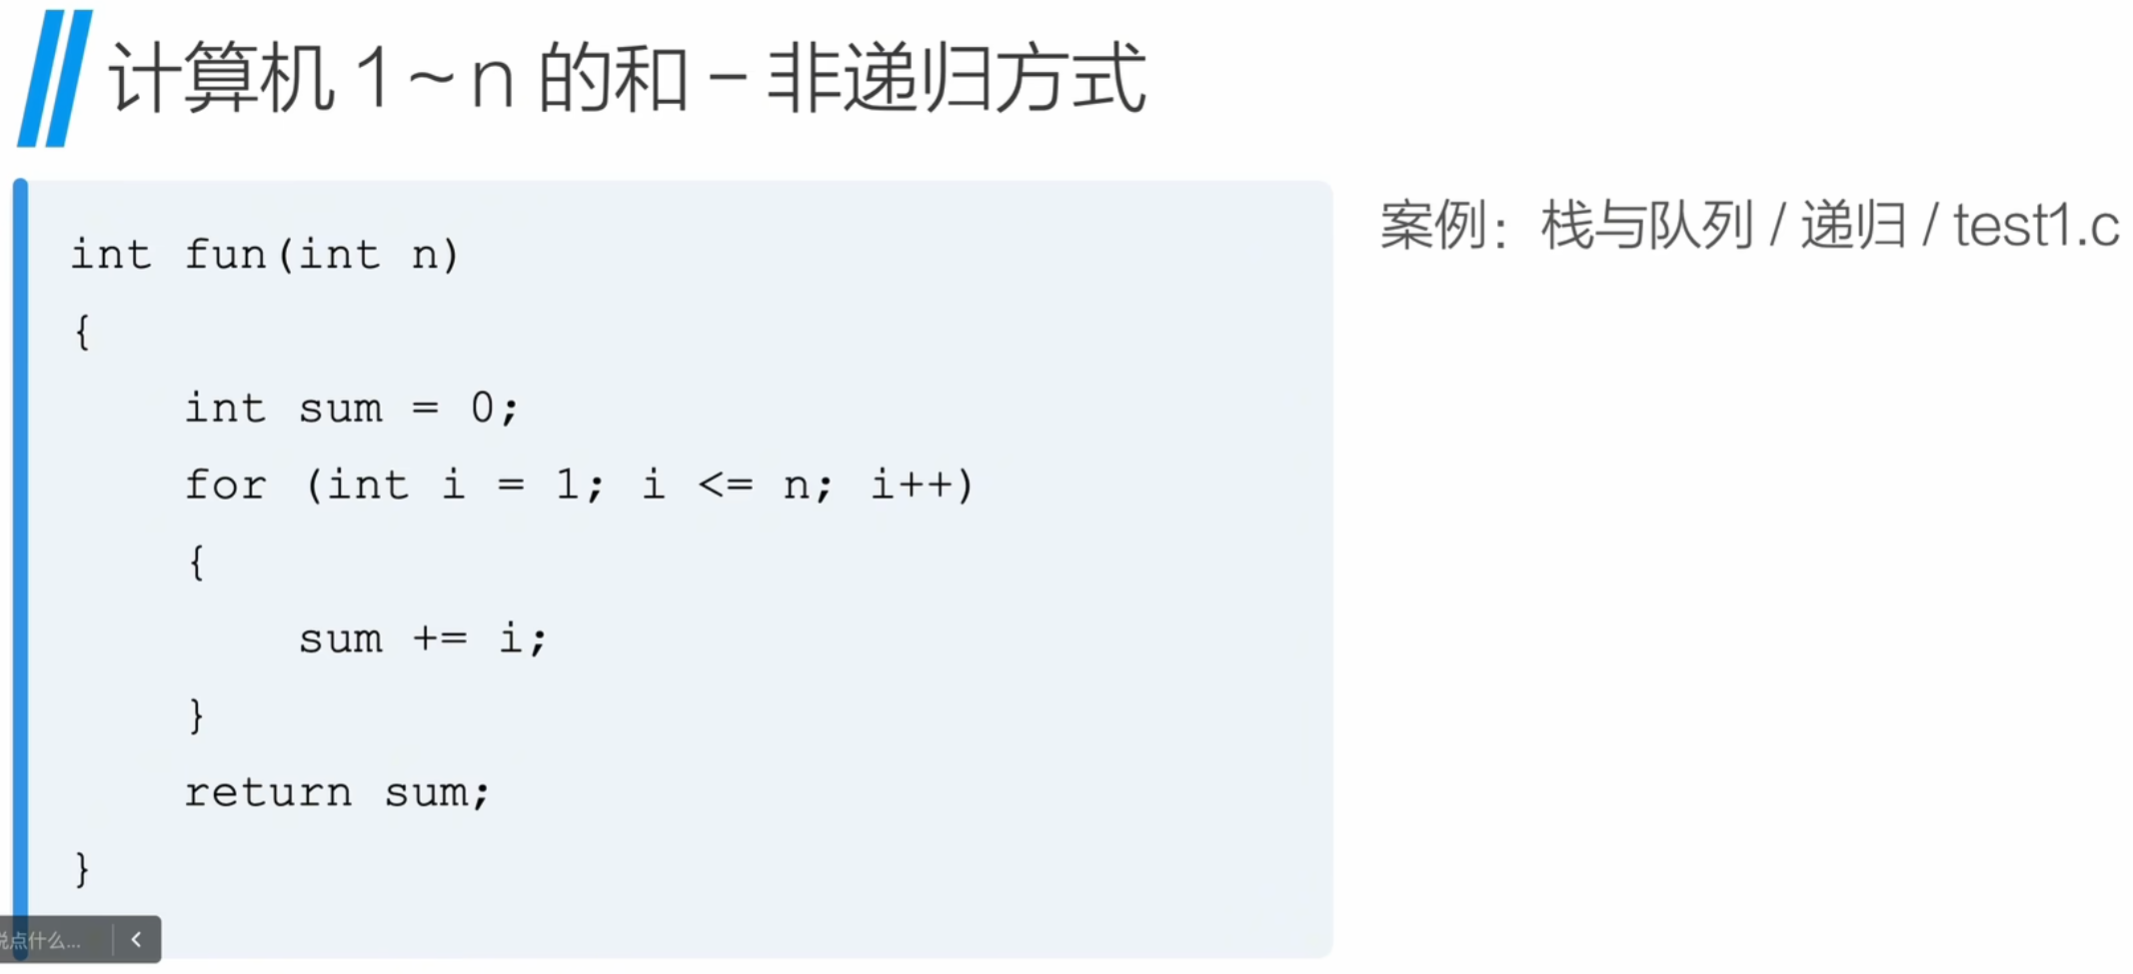 计算机 1 ~ n 的和 – 非递归方式
int fun(int n)
{
    int sum = 0;
    for (int i = 1; i <= n; i++)
    {
        sum += i;
    }
    return sum;
}
案例：栈与队列 / 递归 / test1.c
说点什么...